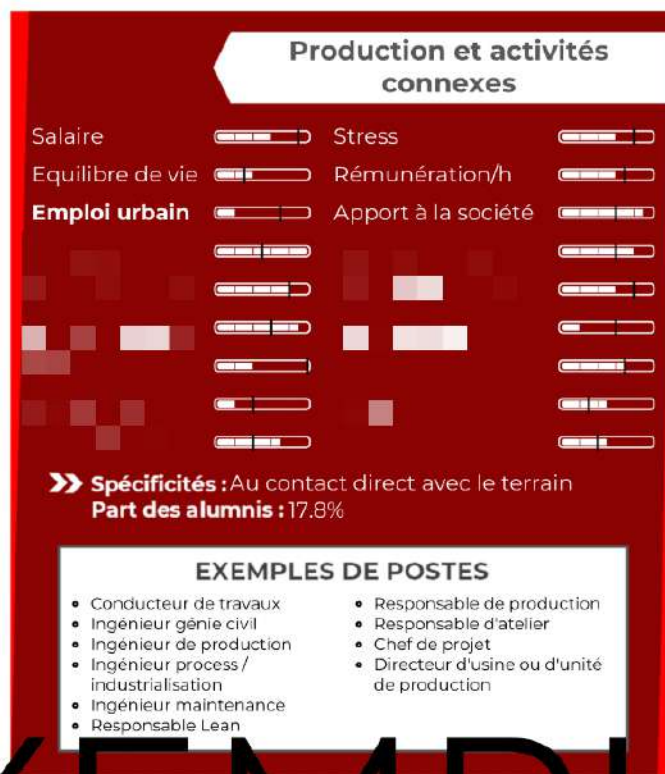 Production et activités
connexes
Salaire
Stress
Equilibre de vie
Rémunération/h
Emploi urbain
Apport à la société
Spécificités : Au contact direct avec le terrain
Part des alumnis : 17.8%
EXEMPLES DE POSTES
• Conducteur de travaux
• Ingénieur génie civil
• Ingénieur de production
• Ingénieur process /
industrialisation
• Ingénieur maintenance
• Responsable Lean
• Responsable de production
• Responsable d'atelier
• Chef de projet
• Directeur d'usine ou d'unité
de production